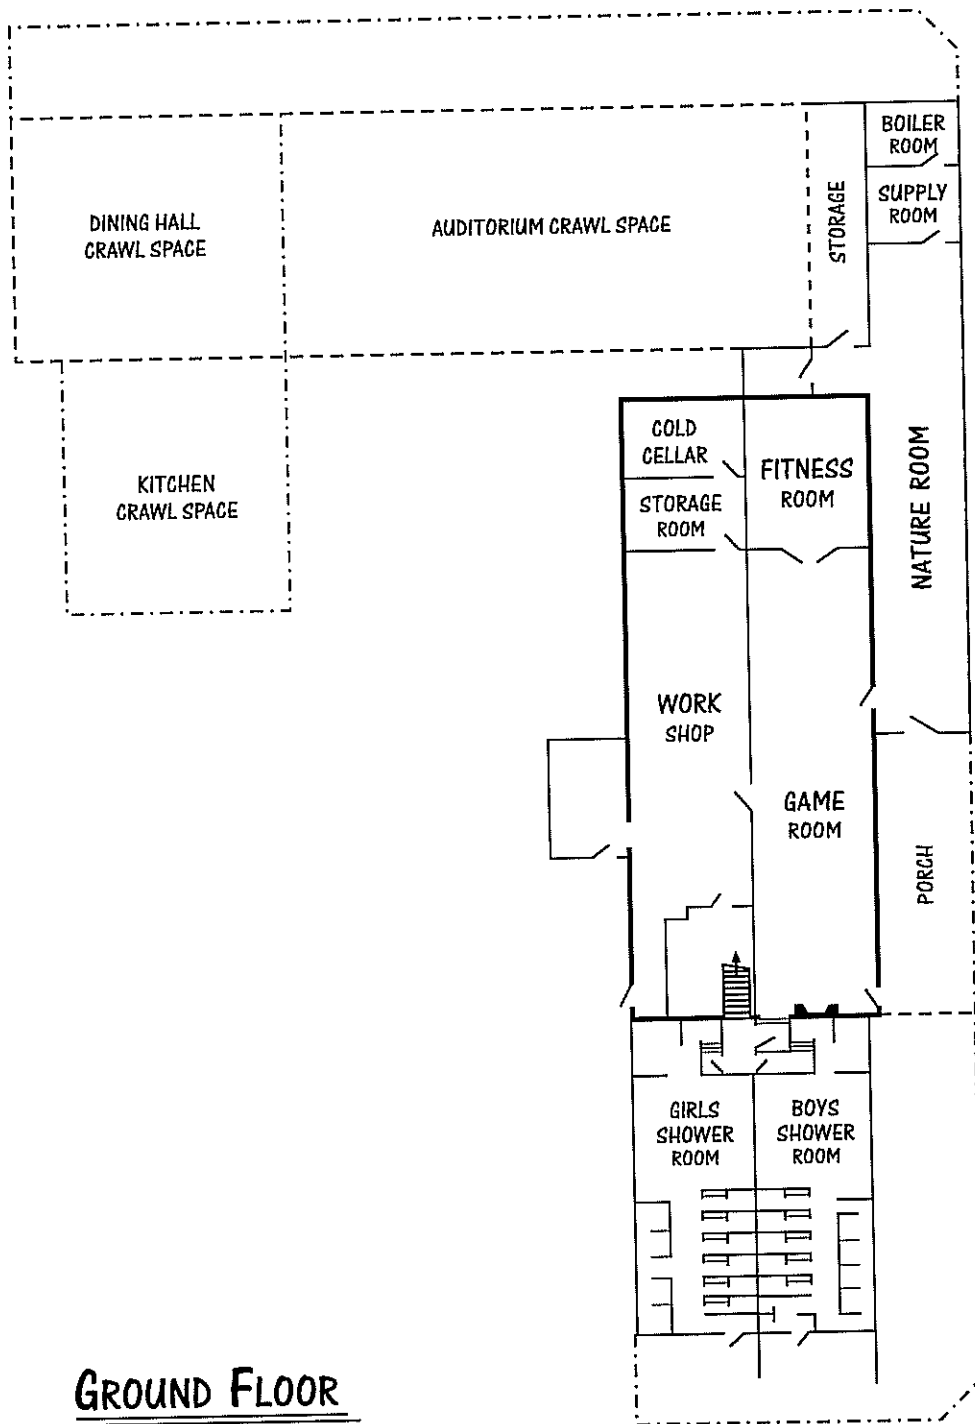 BOILER
ROOM
SUPPLY
ROOM
STORAGE
DINING HALL
CRAWL SPACE
AUDITORIUM CRAWL SPACE
KITCHEN
CRAWL SPACE
COLD
CELLAR
STORAGE
ROOM
FITNESS
ROOM
NATURE ROOM
WORK
SHOP
GAME
ROOM
PORCH
GIRLS
SHOWER
ROOM
BOYS
SHOWER
ROOM
GROUND FLOOR